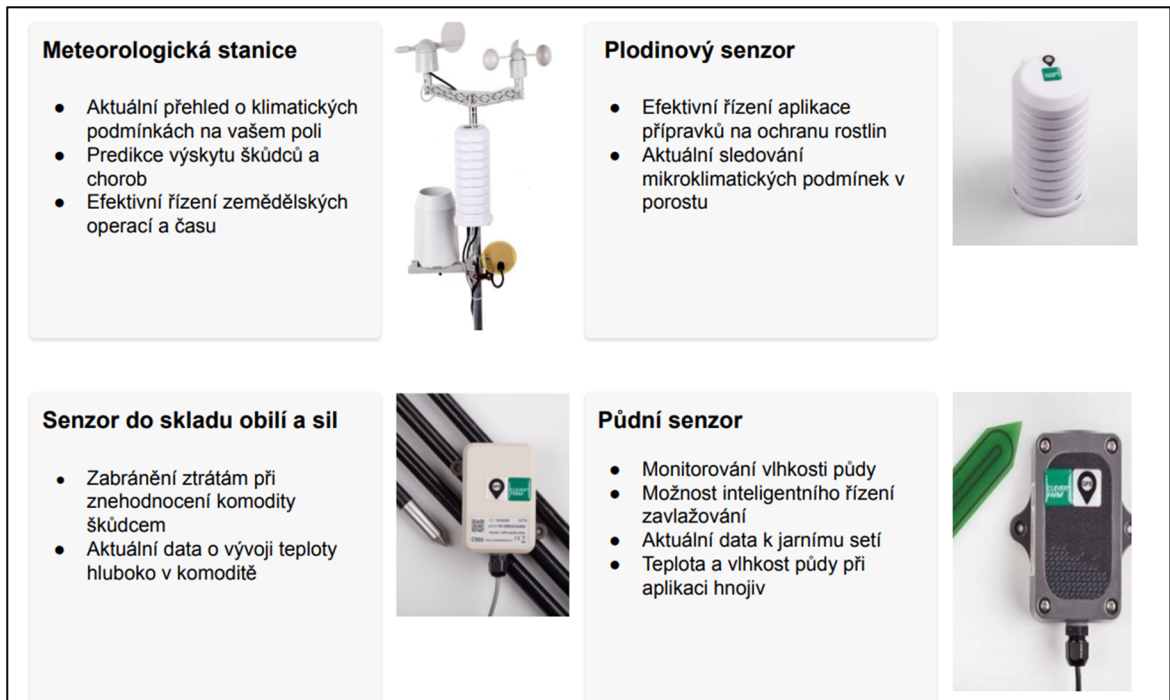 Meteorologická stanice
● Aktuální přehled o klimatických
podmínkách na vašem poli
● Predikce výskytu škůdců a
chorob
● Efektivní řízení zemědělských
operací a času
Plodinový senzor
● Efektivní řízení aplikace
přípravků na ochranu rostlin
● Aktuální sledování
mikroklimatických podmínek v
porostu
Senzor do skladu obilí a sil
● Zabránění ztrátám při
znehodnocení komodity
škůdcem
● Aktuální data o vývoji teploty
hluboko v komoditě
CLEVER
FARM
Půdní senzor
● Monitorování vlhkosti půdy
● Možnost inteligentního řízení
zavlažování
● Aktuální data k jarnímu setí
● Teplota a vlhkost půdy při
aplikaci hnojiv
CLEVER
FARM
GPS